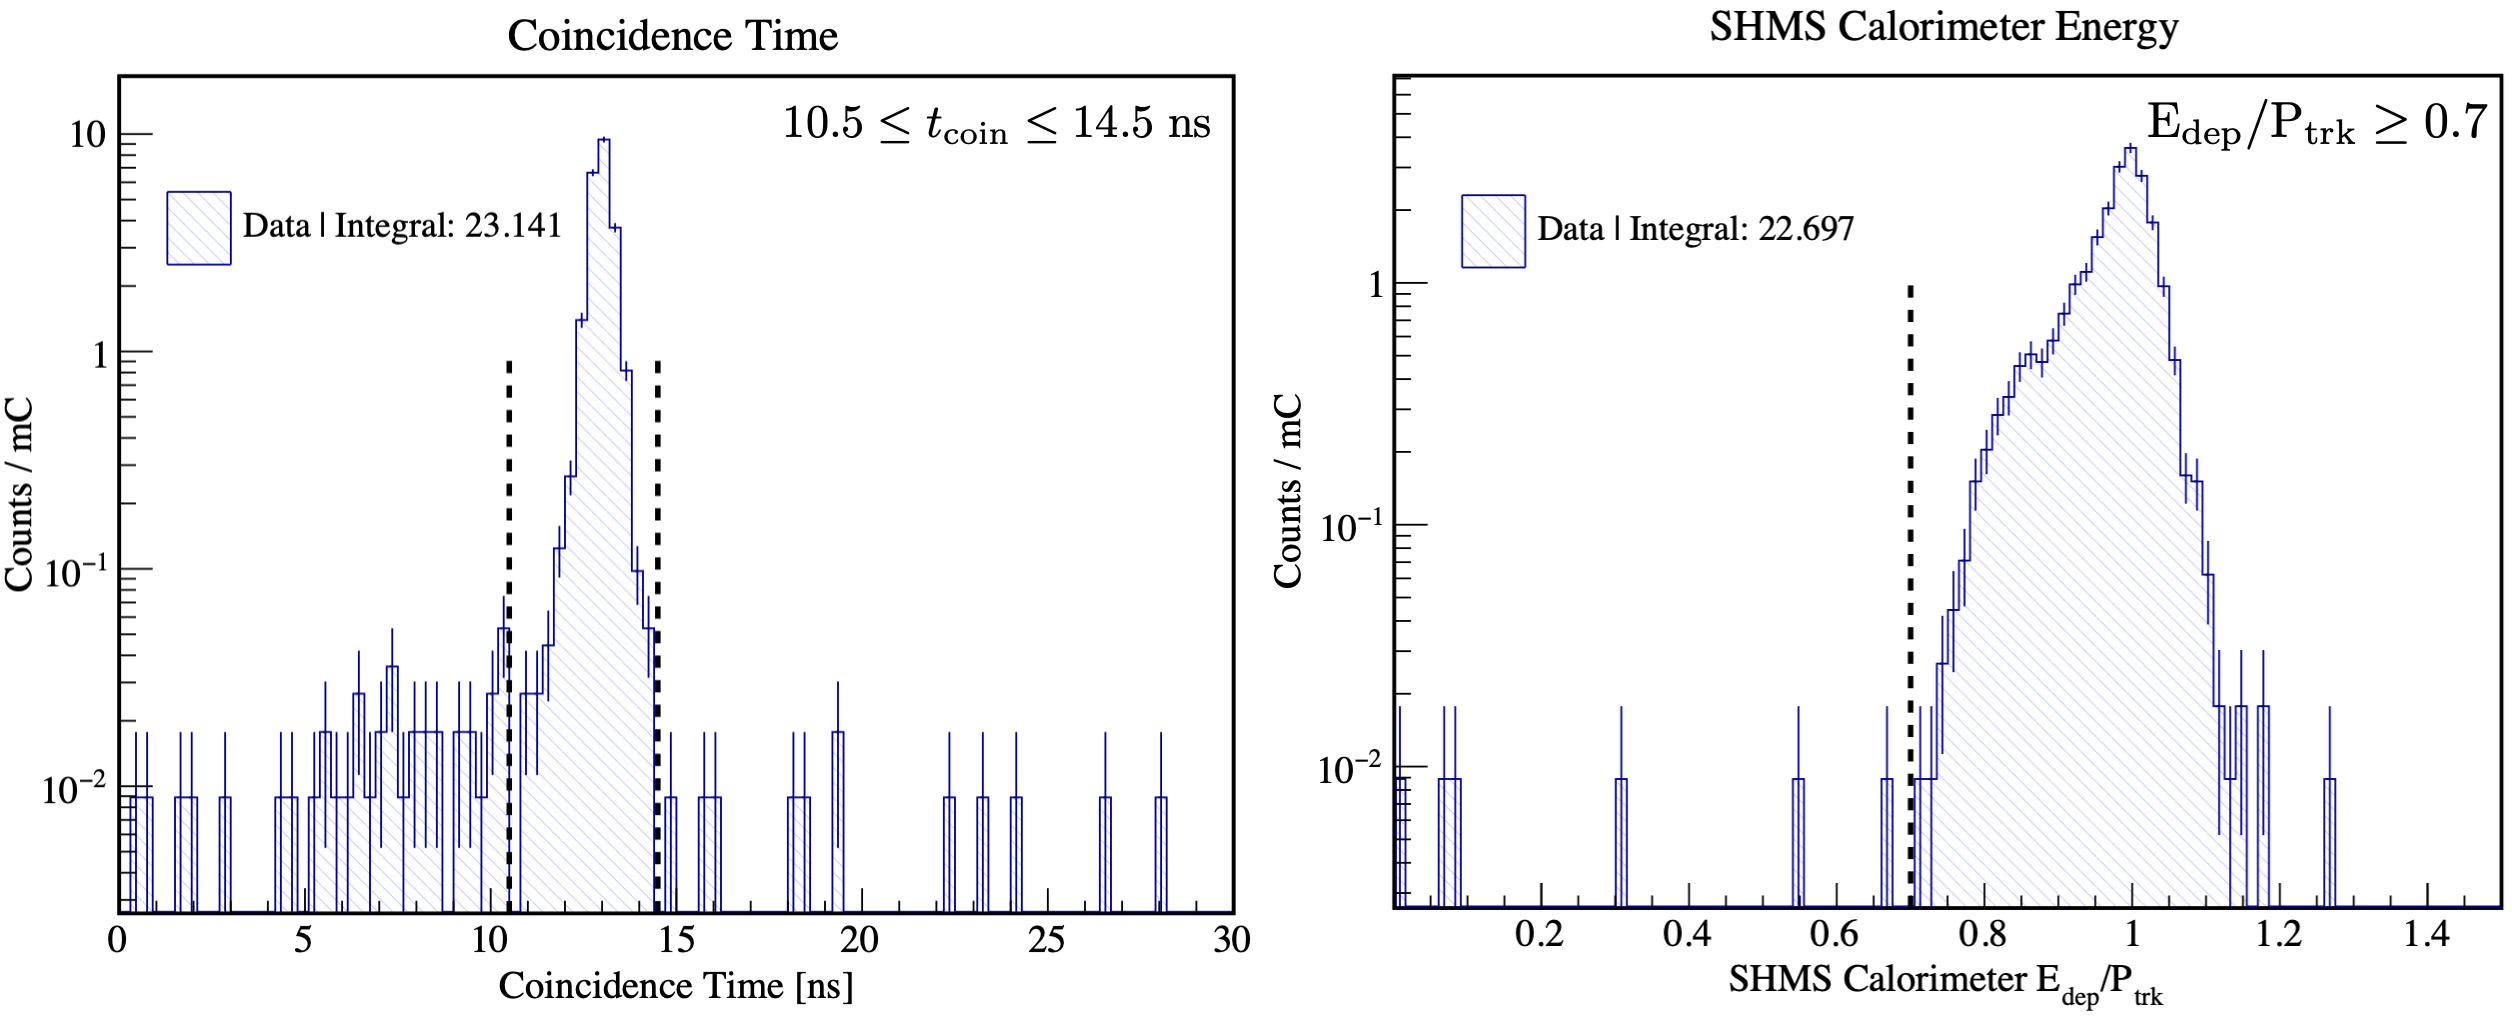 Coincidence Time
10.5 ≤ t_coin ≤ 14.5 ns
Data | Integral: 23.141
Counts / mC
10
1
10⁻¹
10⁻²
0 5 10 15 20 25 30
Coincidence Time [ns]
SHMS Calorimeter Energy
E_dep/P_trk ≥ 0.7
Data | Integral: 22.697
Counts / mC
1
10⁻¹
10⁻²
0.2 0.4 0.6 0.8 1 1.2 1.4
SHMS Calorimeter E_dep/P_trk